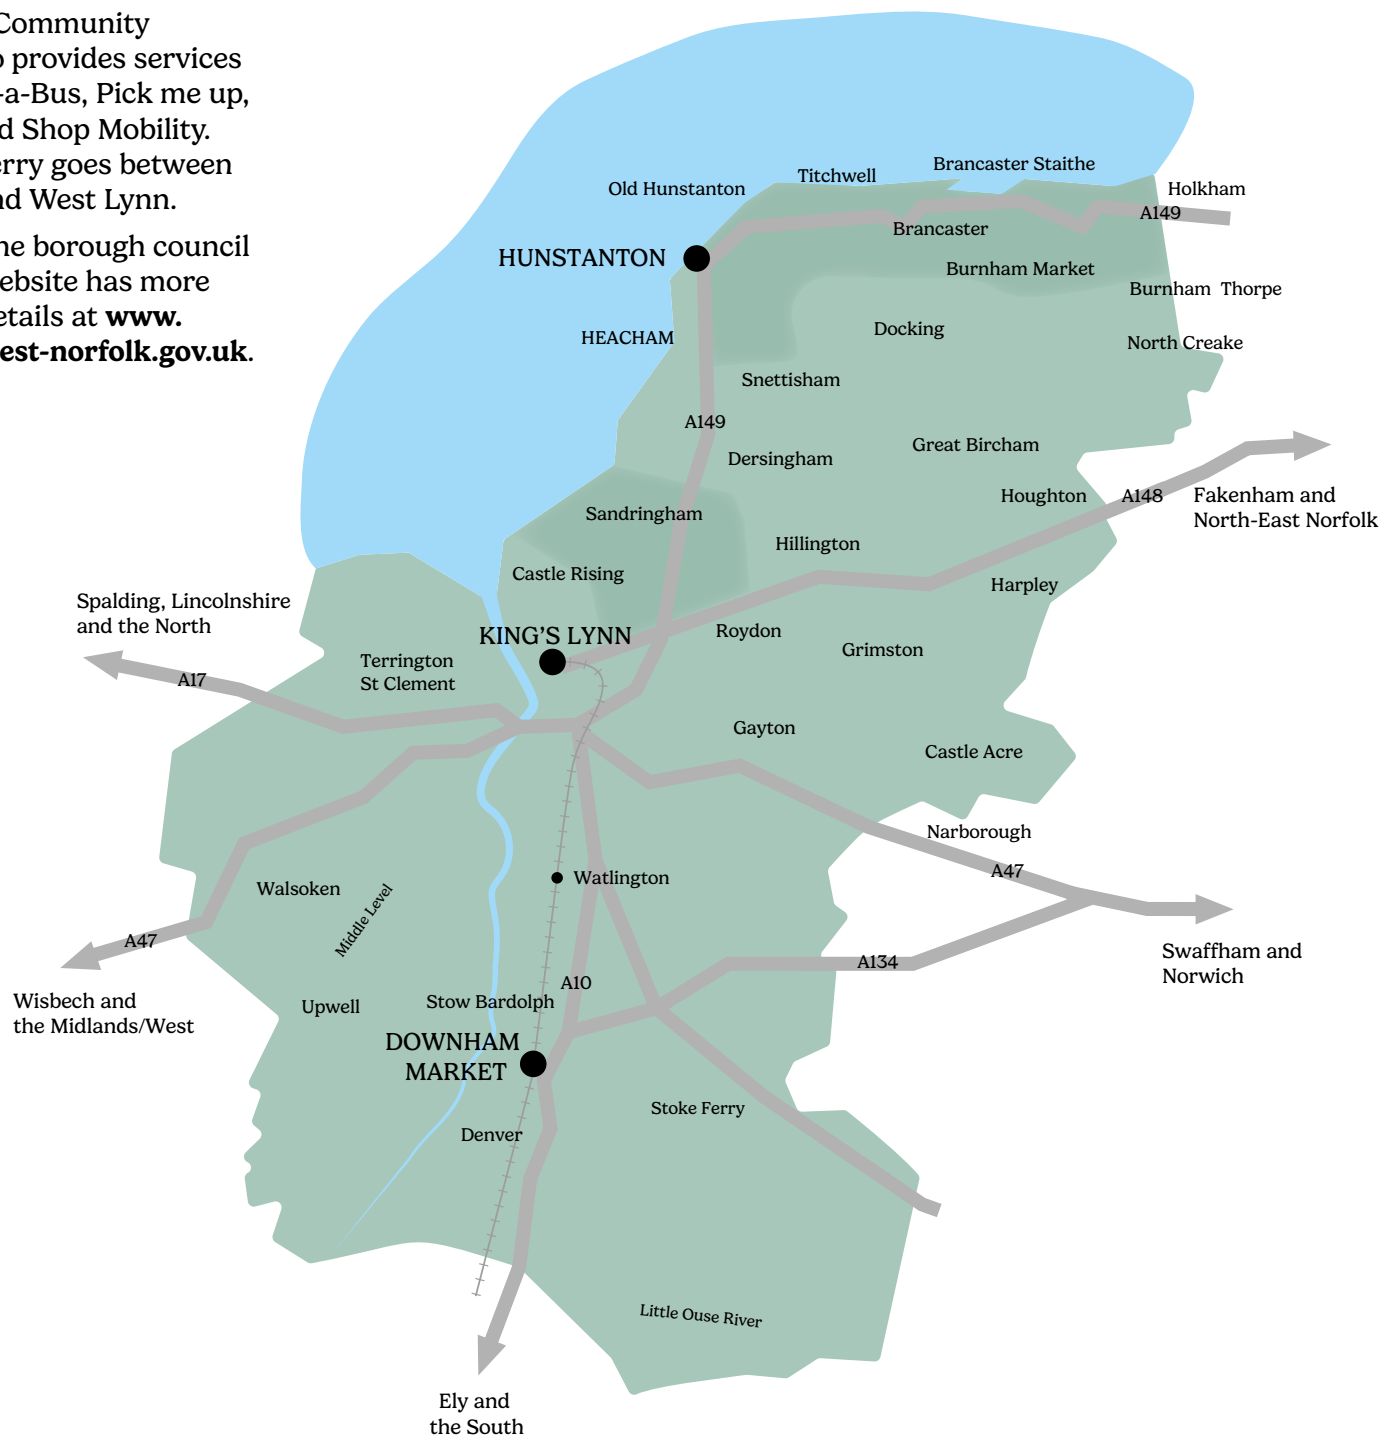 Community
provides services
-a-Bus, Pick me up,
d Shop Mobility.
erry goes between
nd West Lynn.
he borough council
ebsite has more
etails at www.
est-norfolk.gov.uk.
Brancaster Staithe
Titchwell
Old Hunstanton
Holkham
A149
Brancaster
HUNSTANTON
Burnham Market
Burnham Thorpe
Docking
HEACHAM
North Creake
Snettisham
A149
Great Bircham
Dersingham
Houghton
A148
Fakenham and
North-East Norfolk
Sandringham
Hillington
Castle Rising
Harpley
Spalding, Lincolnshire
and the North
KING'S LYNN
Roydon
Grimston
Terrington
St Clement
A17
Gayton
Castle Acre
Narborough
A47
Watlington
Walsoken
Middle Level
A47
Swaffham and
Norwich
A134
A10
Wisbech and
the Midlands/West
Upwell
Stow Bardolph
DOWNHAM
MARKET
Stoke Ferry
Denver
Little Ouse River
Ely and
the South